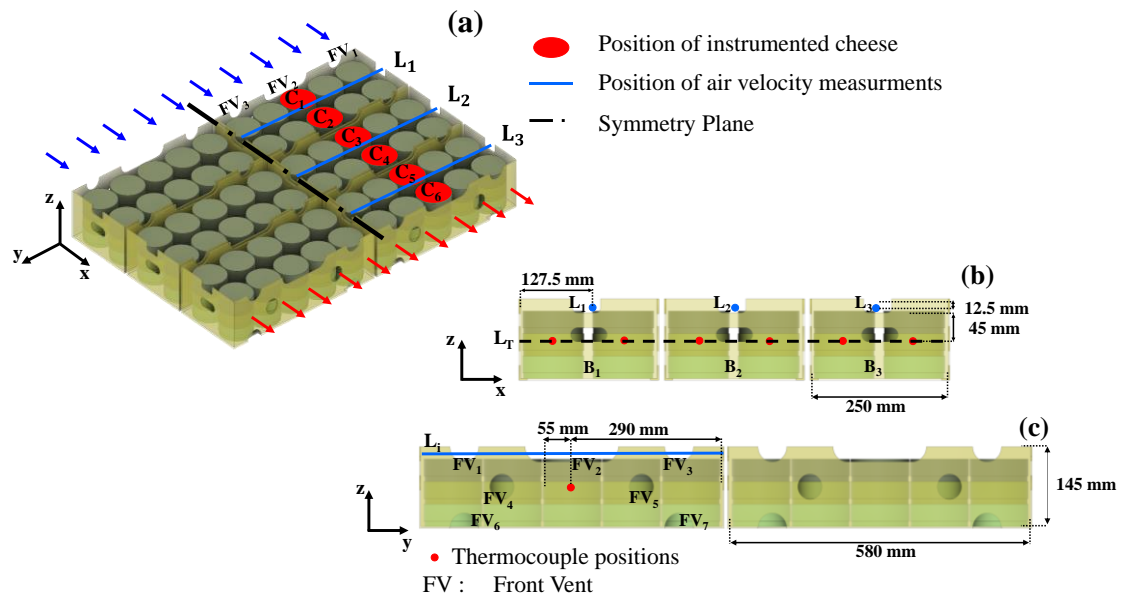 (a)
FV₁
FV₂
FV₃
L₁
L₂
L₃
C₁
C₂
C₃
C₄
C₅
C₆
z
y
x
Position of instrumented cheese
Position of air velocity measurments
Symmetry Plane
(b)
127.5 mm
L₁
L₂
L₃
12.5 mm
45 mm
L_T
B₁
B₂
B₃
z
x
250 mm
(c)
55 mm
290 mm
L_i
FV₁
FV₂
FV₃
FV₄
FV₅
FV₆
FV₇
z
y
145 mm
580 mm
Thermocouple positions
FV : Front Vent